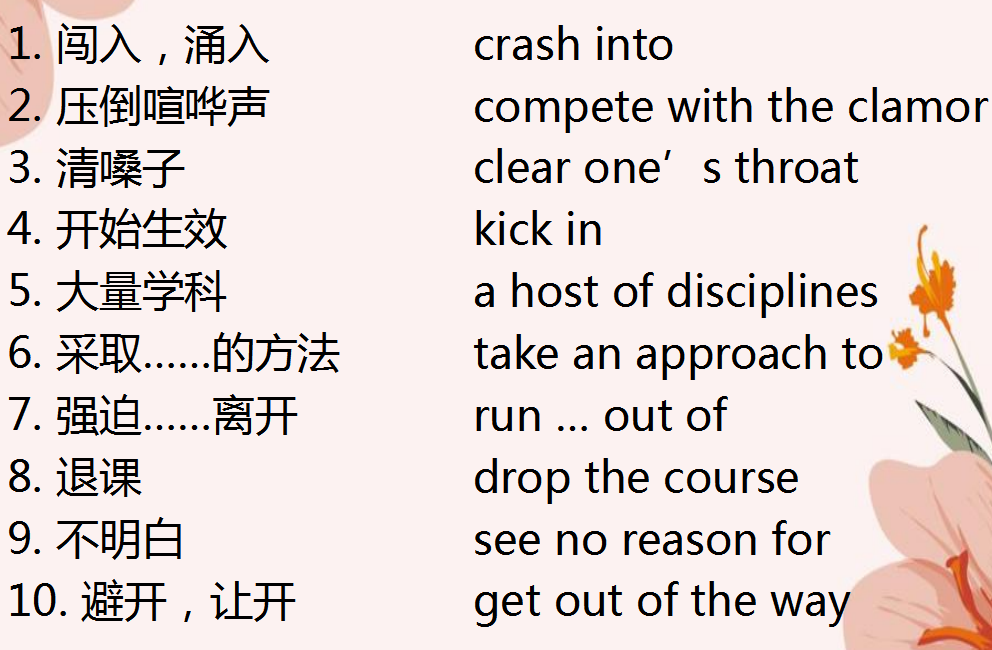 1. 闯入，涌入 crash into
2. 压倒喧哗声 compete with the clamor
3. 清嗓子 clear one’s throat
4. 开始生效 kick in
5. 大量学科 a host of disciplines
6. 采取……的方法 take an approach to
7. 强迫……离开 run … out of
8. 退课 drop the course
9. 不明白 see no reason for
10. 避开，让开 get out of the way